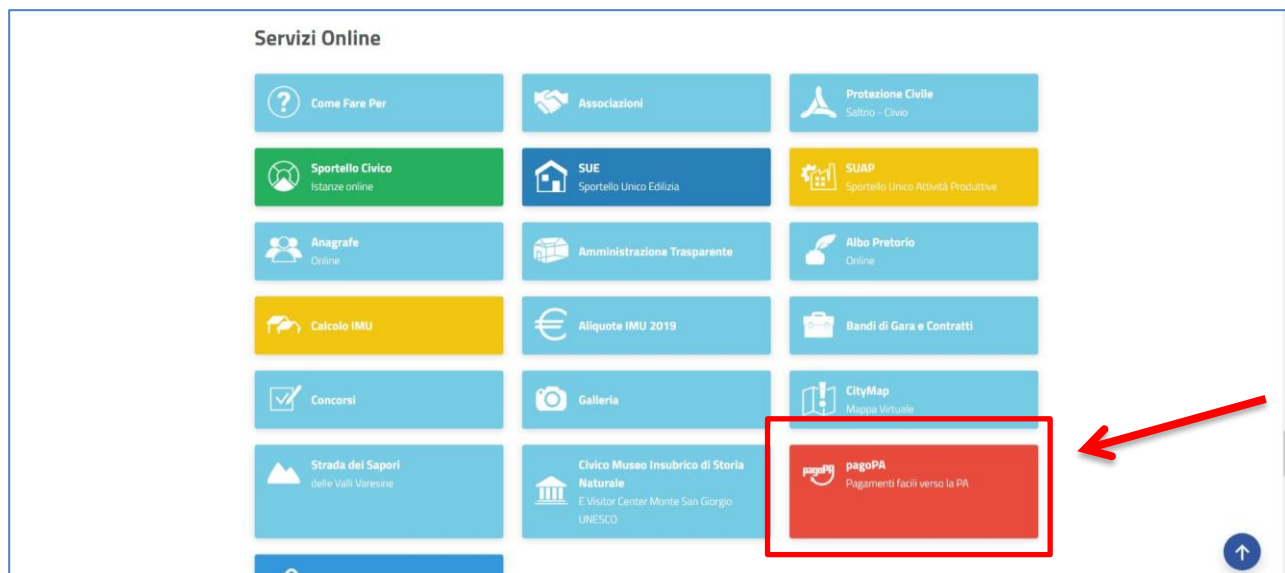 Servizi Online
Come Fare Per
Associazioni
Protezione Civile
Saltrio - Clivio
Sportello Civico
Istanze online
SUE
Sportello Unico Edilizia
SUAP
Sportello Unico Attività Produttive
Anagrafe
Online
Amministrazione Trasparente
Albo Pretorio
Online
Calcolo IMU
Aliquote IMU 2019
Bandi di Gara e Contratti
Concorsi
Galleria
CityMap
Mappa Virtuale
Strada dei Sapori
delle Valli Varesine
Civico Museo Insubrico di Storia
Naturale
E Visitor Center Monte San Giorgio
UNESCO
pagoPA
pagoPA
Pagamenti facili verso la PA